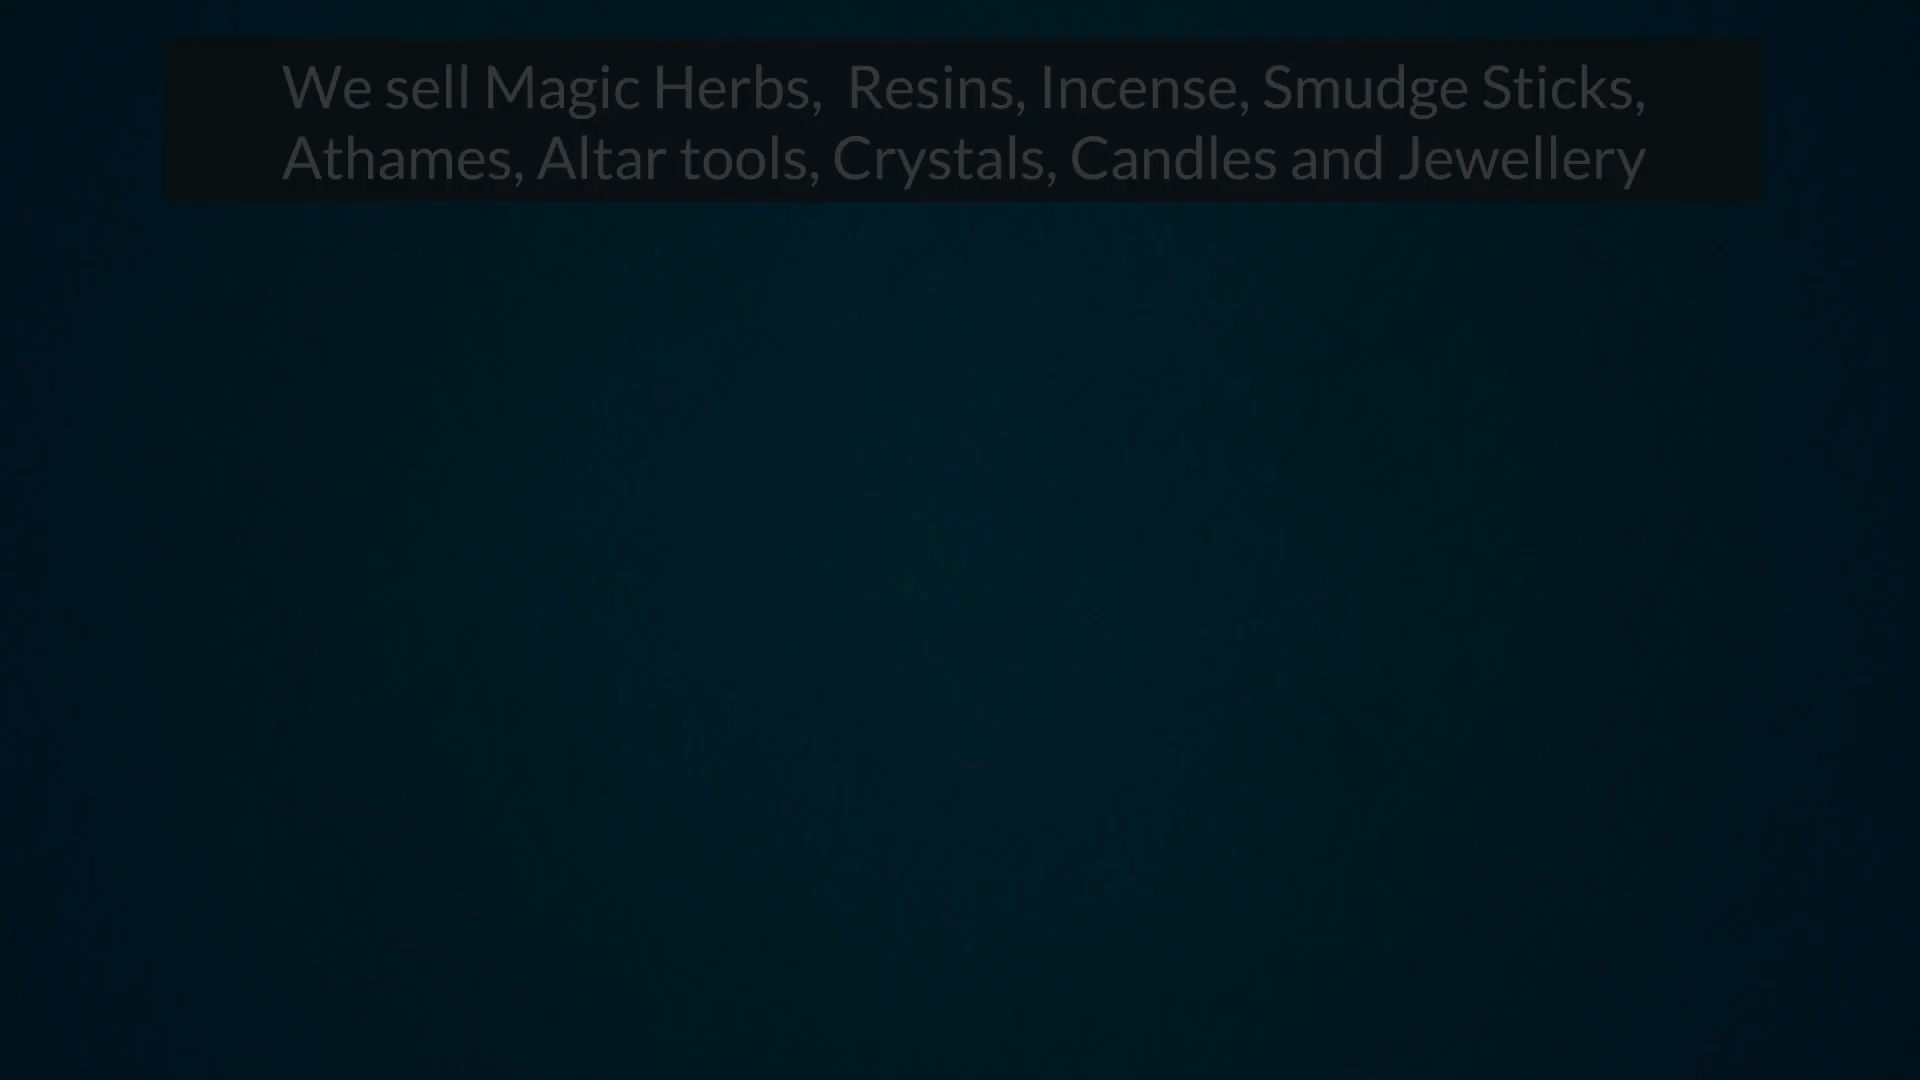 We sell Magic Herbs,  Resins, Incense, Smudge Sticks,
Athames, Altar tools, Crystals, Candles and Jewellery